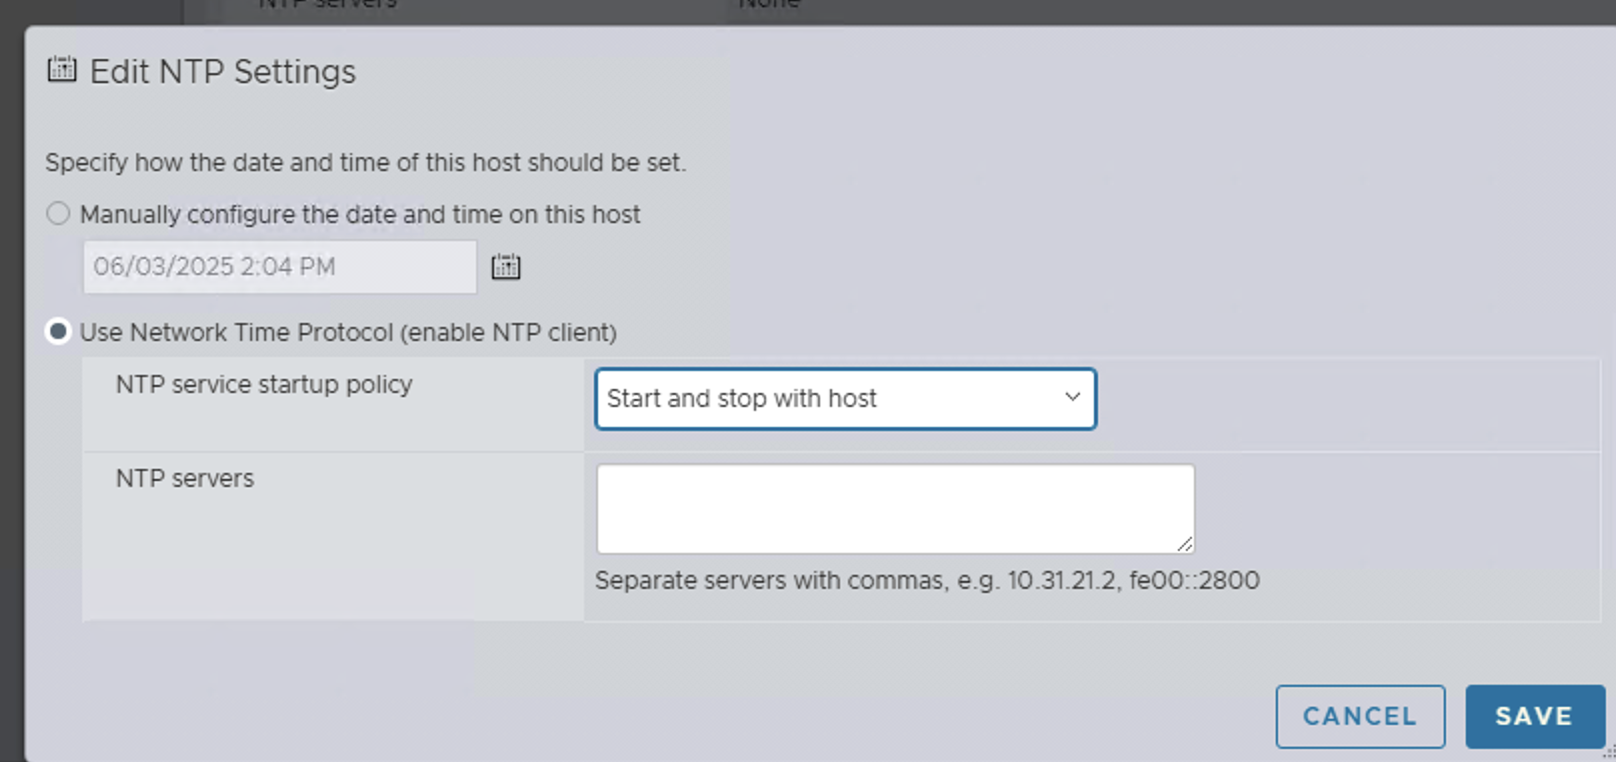 NTP servers None
Edit NTP Settings
Specify how the date and time of this host should be set.
Manually configure the date and time on this host
06/03/2025 2:04 PM
Use Network Time Protocol (enable NTP client)
NTP service startup policy
Start and stop with host
NTP servers
Separate servers with commas, e.g. 10.31.21.2, fe00::2800
CANCEL SAVE